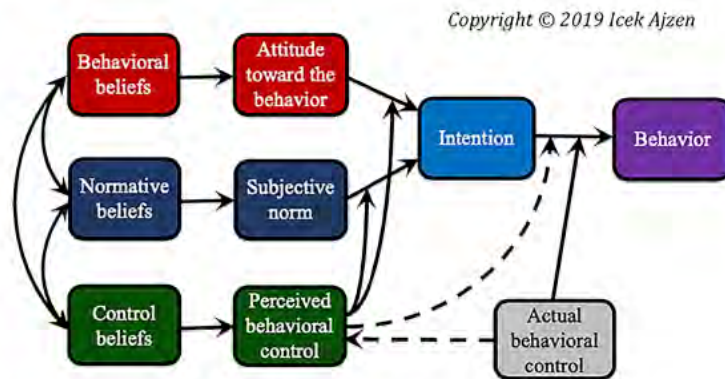 Copyright © 2019 Icek Ajzen
Behavioral
beliefs
Attitude
toward the
behavior
Intention
Behavior
Normative
beliefs
Subjective
norm
Control
beliefs
Perceived
behavioral
control
Actual
behavioral
control